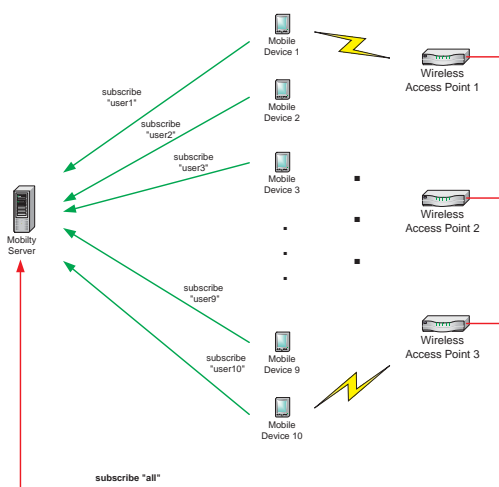 Mobile
Device 1
Wireless
Access Point 1
subscribe
"user1"
Mobile
Device 2
subscribe
"user2"
subscribe
"user3"
Mobile
Device 3
Wireless
Access Point 2
Mobilty
Server
subscribe
"user9"
Mobile
Device 9
Wireless
Access Point 3
subscribe
"user10"
Mobile
Device 10
subscribe "all"